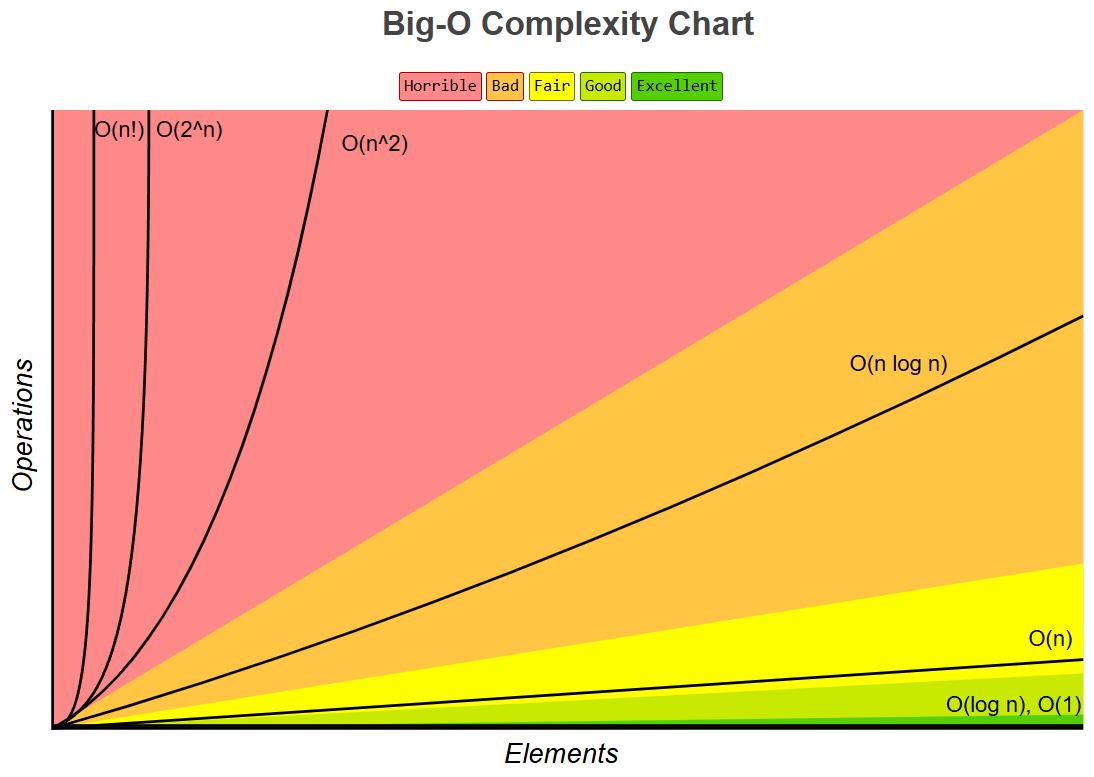 Big-O Complexity Chart
Horrible Bad Fair Good Excellent
O(n!) O(2^n)
O(n^2)
O(n log n)
O(n)
O(log n), O(1)
Operations
Elements